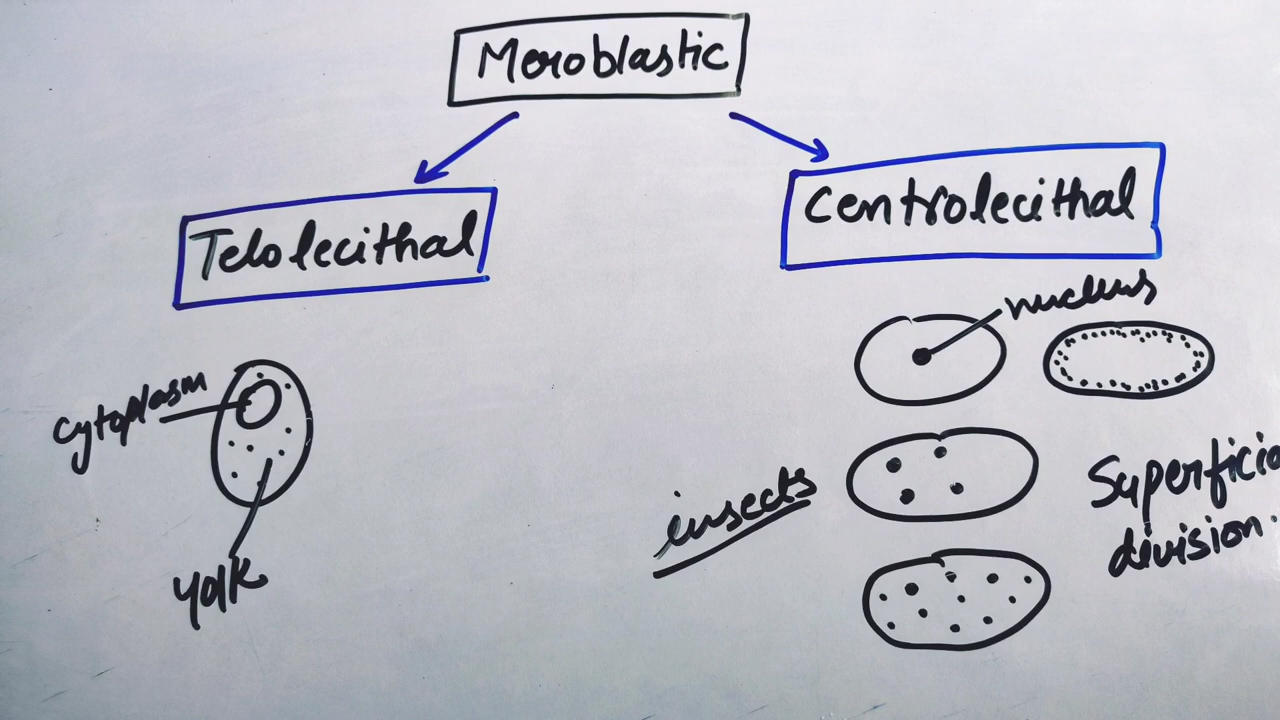 Meroblastic
Telolecithal
Centrolecithal
nucleus
cytoplasm
yolk
insects
Superficia
division.